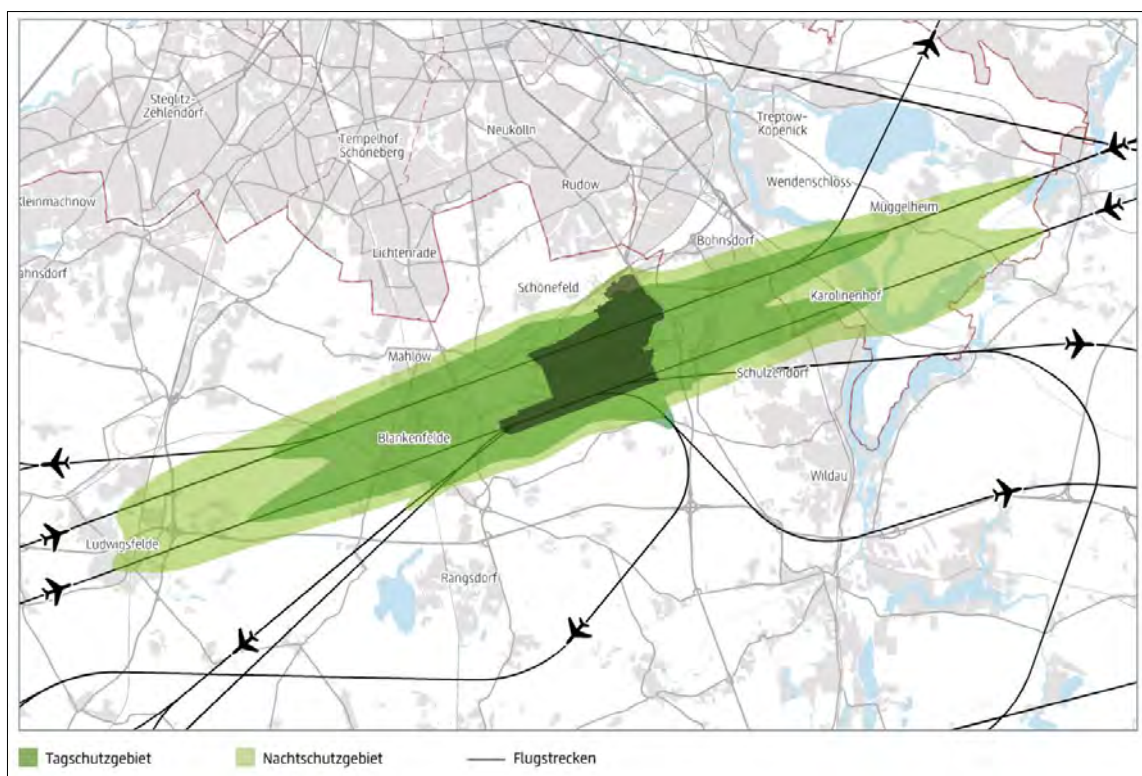 Steglitz-
Zehlendorf
Tempelhof
Schöneberg
Neukölln
Treptow-
Köpenick
Kleinmachnow
Rudow
Wendenschloss
Müggelheim
Lichtenrade
Bohnsdorf
ahnsdorf
Schönefeld
Karolinenhof
Mahlow
Schulzendorf
Blankenfelde
Wildau
Ludwigsfelde
Rangsdorf
Tagschutzgebiet
Nachtschutzgebiet
Flugstrecken